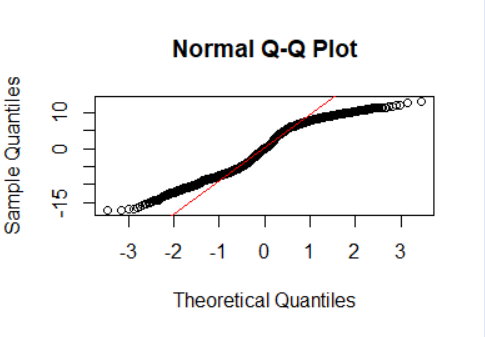 Normal Q-Q Plot
Sample Quantiles
10
0
-15
-3 -2 -1 0 1 2 3
Theoretical Quantiles